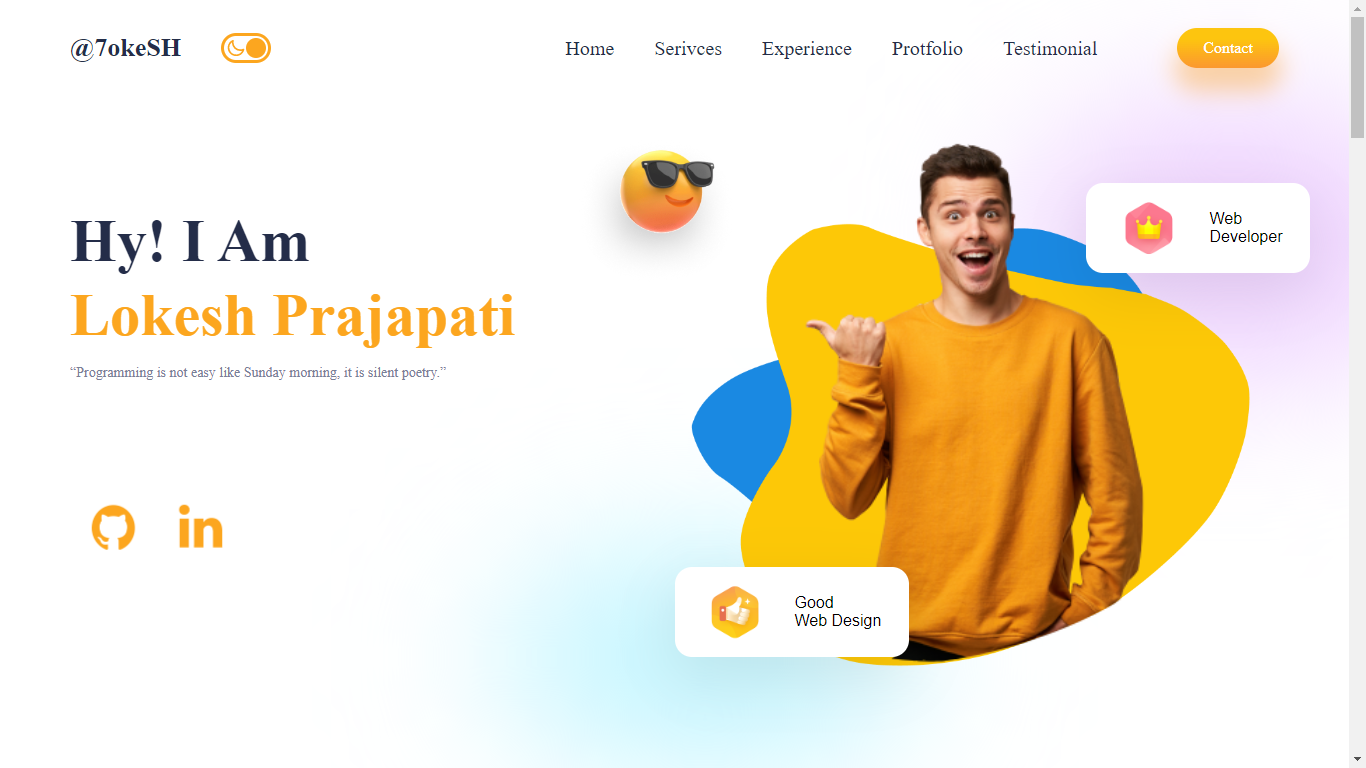 @7okeSH
Home Serivces Experience Protfolio Testimonial Contact
Hy! I Am
Lokesh Prajapati
“Programming is not easy like Sunday morning, it is silent poetry.”
in
Web
Developer
Good
Web Design